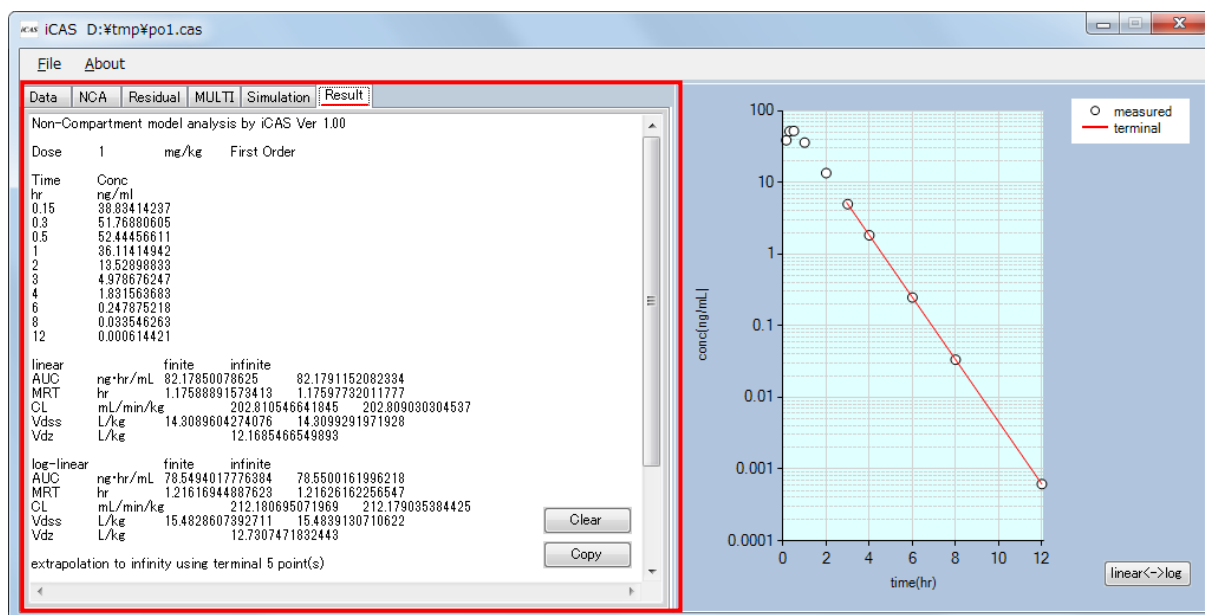 iCAS iCAS D:¥tmp¥po1.cas
File About
Data NCA Residual MULTI Simulation Result
Non-Compartment model analysis by iCAS Ver 1.00
Dose 1 mg/kg First Order
Time Conc
hr ng/ml
0.15 38.83414237
0.3 51.76880605
0.5 52.44456611
1 36.11414942
2 13.52898833
3 4.978676247
4 1.831563683
6 0.247875218
8 0.033546263
12 0.000614421
linear finite infinite
AUC ng·hr/mL 82.17850078625 82.1791152082334
MRT hr 1.17588891573413 1.17597732011777
CL mL/min/kg 202.810546641845 202.809030304537
Vdss L/kg 14.3089604274076 14.3099291971928
Vdz L/kg 12.1685466549893
log-linear finite infinite
AUC ng·hr/mL 78.5494017776384 78.5500161996218
MRT hr 1.21616944887623 1.21626162256547
CL mL/min/kg 212.180695071969 212.179035384425
Vdss L/kg 15.4828607392711 15.4839130710622
Vdz L/kg 12.7307471832443
extrapolation to infinity using terminal 5 point(s)
Clear
Copy
measured
terminal
conc[ng/mL]
100
10
1
0.1
0.01
0.001
0.0001
0 2 4 6 8 10 12
time(hr)
linear<->log